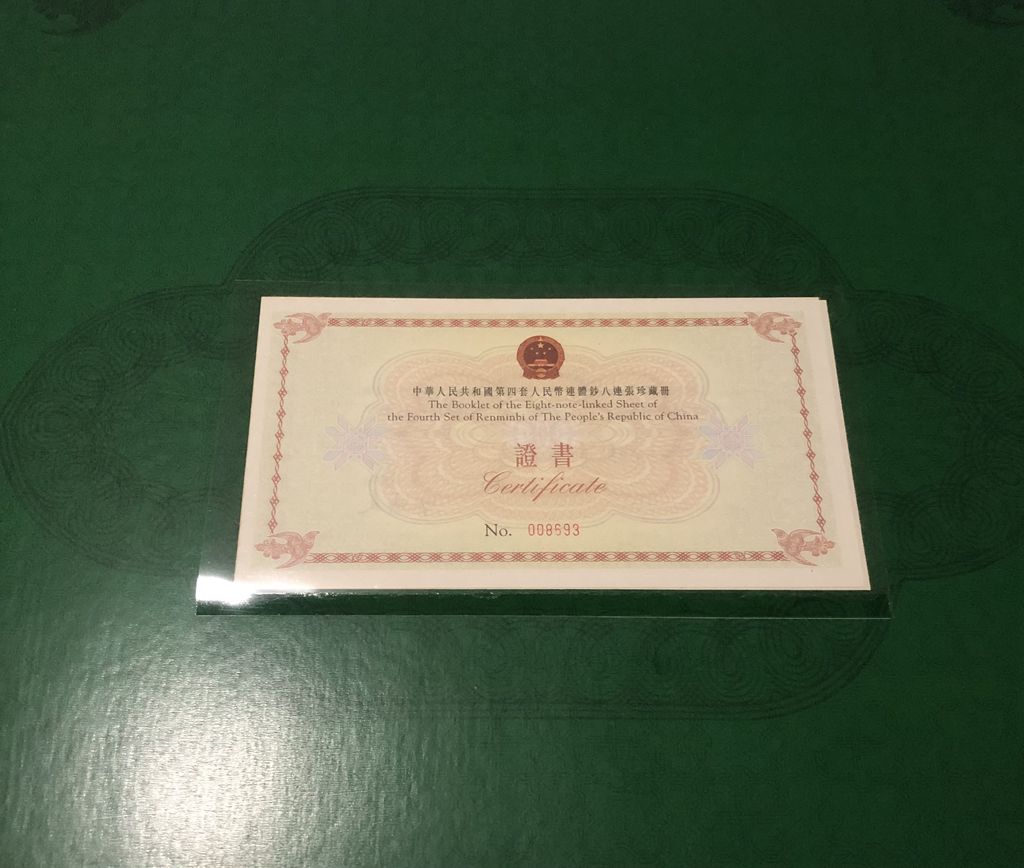 中華人民共和國第四套人民幣連體鈔八連張珍藏冊
The Booklet of the Eight-note-linked Sheet of
the Fourth Set of Renminbi of The People's Republic of China
證書
Certificate
No. 008693